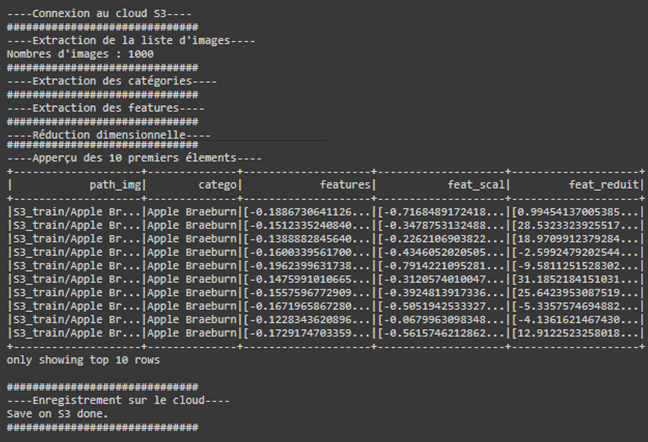 ----Connexion au cloud S3----
##############################
----Extraction de la liste d'images----
Nombres d'images : 1000
##############################
----Extraction des catégories----
##############################
----Extraction des features----
##############################
----Réduction dimensionnelle----
##############################
----Apperçu des 10 premiers élements----
+--------------------+--------------+--------------------+--------------------+--------------------+
|            path_img|        catego|            features|           feat_scal|         feat_reduit|
+--------------------+--------------+--------------------+--------------------+--------------------+
|S3_train/Apple Br...|Apple Braeburn|[-0.1886730641126...|[-0.7168489172418...|[0.99454137005385...|
|S3_train/Apple Br...|Apple Braeburn|[-0.1512335240840...|[-0.3478753132488...|[28.5323323925517...|
|S3_train/Apple Br...|Apple Braeburn|[-0.1388882845640...|[-0.2262106903822...|[18.9709912379284...|
|S3_train/Apple Br...|Apple Braeburn|[-0.1600339561700...|[-0.4346052020505...|[-2.5992479202544...|
|S3_train/Apple Br...|Apple Braeburn|[-0.1962399631738...|[-0.7914221095281...|[-9.5811251528302...|
|S3_train/Apple Br...|Apple Braeburn|[-0.1475991010665...|[-0.3120574010047...|[31.1852184151031...|
|S3_train/Apple Br...|Apple Braeburn|[-0.1557596772909...|[-0.3924813917336...|[25.6423953087519...|
|S3_train/Apple Br...|Apple Braeburn|[-0.1671965867280...|[-0.5051942533327...|[-5.3357574694882...|
|S3_train/Apple Br...|Apple Braeburn|[-0.1228343620896...|[-0.0679963098348...|[-4.1361621467430...|
|S3_train/Apple Br...|Apple Braeburn|[-0.1729174703359...|[-0.5615746212862...|[12.9122523258018...|
+--------------------+--------------+--------------------+--------------------+--------------------+
only showing top 10 rows
##############################
----Enregistrement sur le cloud----
Save on S3 done.
##############################